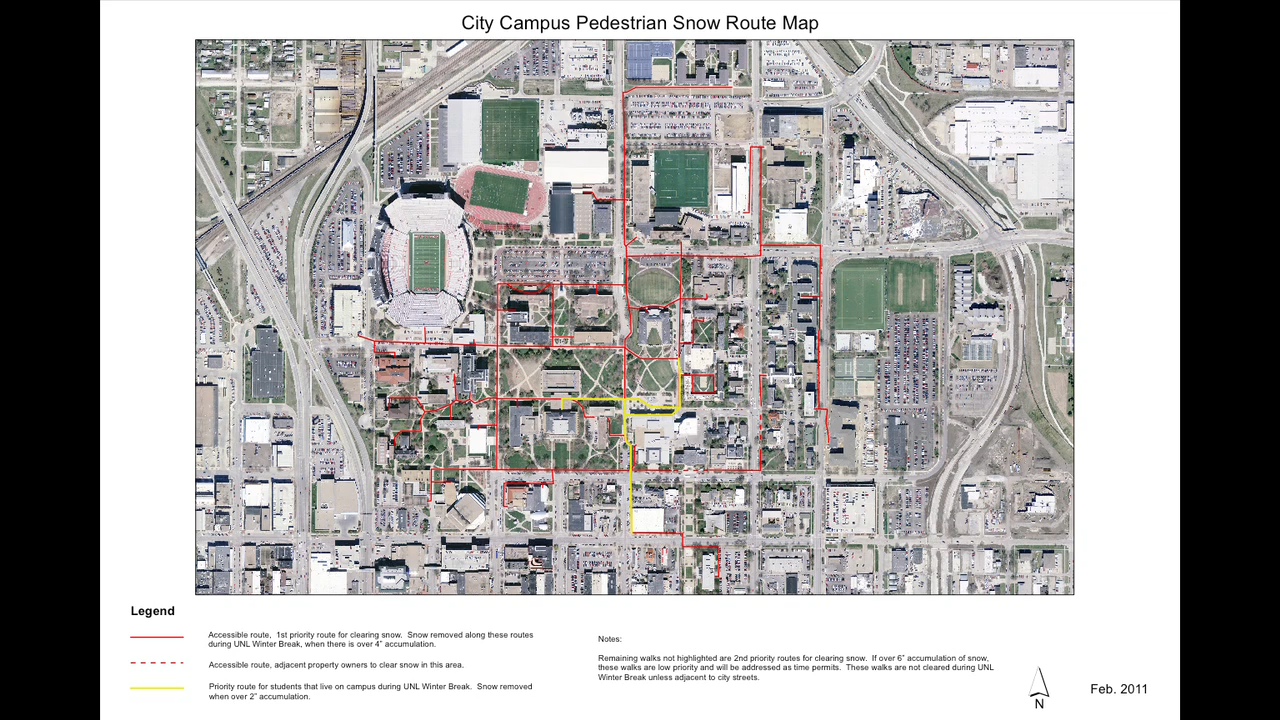 City Campus Pedestrian Snow Route Map
Legend
Accessible route, 1st priority route for clearing snow. Snow removed along these routes
during UNL Winter Break, when there is over 4" accumulation.
Accessible route, adjacent property owners to clear snow in this area.
Priority route for students that live on campus during UNL Winter Break. Snow removed
when over 2" accumulation.
Notes:
Remaining walks not highlighted are 2nd priority routes for clearing snow. If over 6" accumulation of snow,
these walks are low priority and will be addressed as time permits. These walks are not cleared during UNL
Winter Break unless adjacent to city streets.
N
Feb. 2011